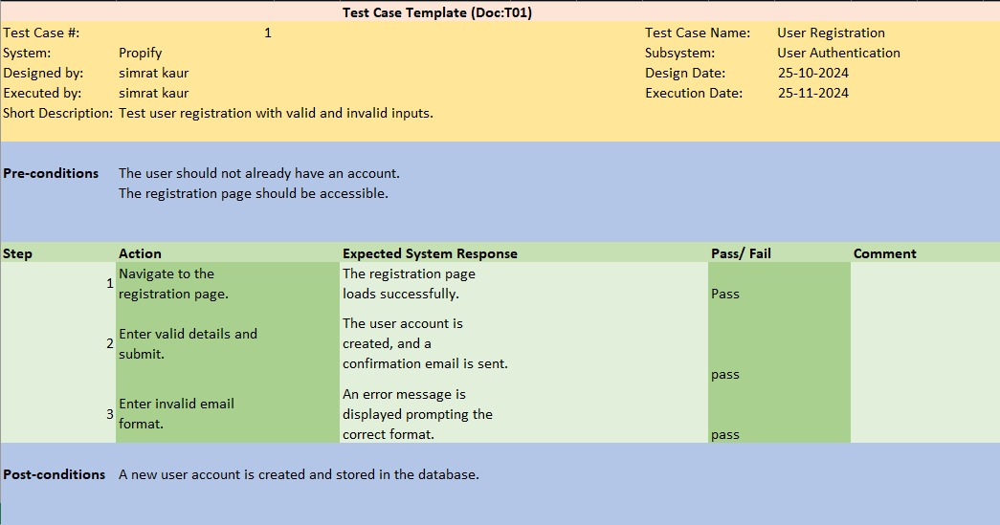 Test Case Template (Doc:T01)
Test Case #: 1 Test Case Name: User Registration
System: Propify Subsystem: User Authentication
Designed by: simrat kaur Design Date: 25-10-2024
Executed by: simrat kaur Execution Date: 25-11-2024
Short Description: Test user registration with valid and invalid inputs.
Pre-conditions The user should not already have an account.
The registration page should be accessible.
Step Action Expected System Response Pass/ Fail Comment
1 Navigate to the registration page. The registration page loads successfully. Pass
2 Enter valid details and submit. The user account is created, and a confirmation email is sent. pass
3 Enter invalid email format. An error message is displayed prompting the correct format. pass
Post-conditions A new user account is created and stored in the database.